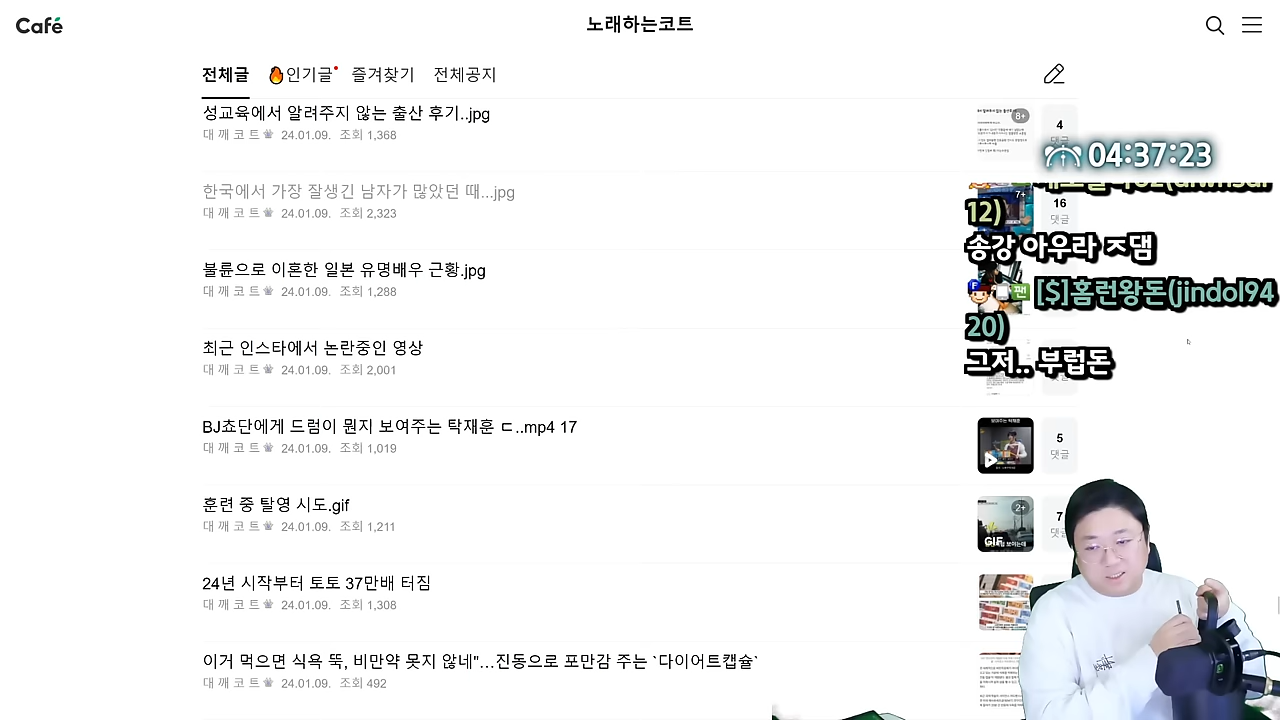 Café
노래하는코트
전체글 🔥인기글 즐겨찾기 전체공지
성교육에서 알려주지 않는 출산 후기.jpg
대 깨 코 트 조회 1,368
8+
4
댓글
04:37:23
한국에서 가장 잘생긴 남자가 많았던 때...jpg
대 깨 코 트 24.01.09. 조회 2,323
7+
16
댓글
12)
송강 아우라 ㅈ댐
불륜으로 이혼한 일본 유명배우 근황.jpg
대 깨 코 트 24.01.09. 조회 1,288
팬 [$]홈런왕돈(jindol94
20)
그저.. 부럽돈
최근 인스타에서 논란중인 영상
대 깨 코 트 24.01.09. 조회
BJ쵸단에게 드럼이 뭔지 보여주는 탁재훈 ㄷ..mp4 17
대 깨 코 트 24.01.09. 조회
5
댓글
훈련 중 탈영 시도.gif
대 깨 코 트 24.01.09. 조회 1,211
2+
GIF
보이는데
7
24년 시작부터 토토 37만배 터짐
대 깨 코 트 24.01.09. 조회
이거 먹으면 식욕 뚝, 비만약 못지 않네"…진동으로 포만감 주는 `다이어트캡슐`
대 깨 코 트 24.01.09. 조회